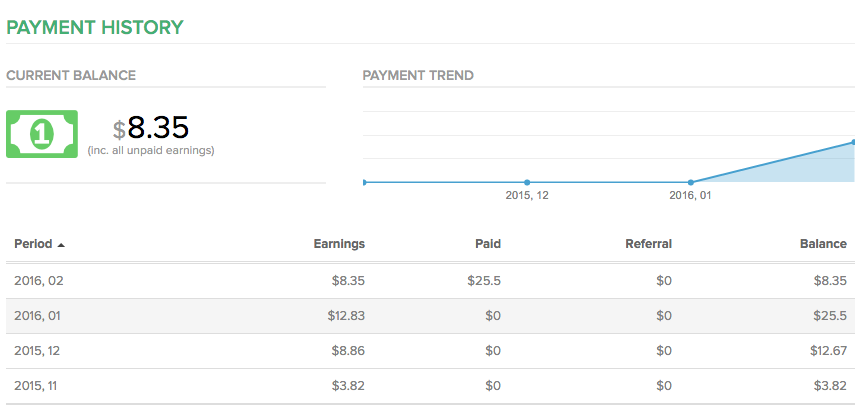 PAYMENT HISTORY
CURRENT BALANCE
PAYMENT TREND
1
$8.35
(inc. all unpaid earnings)
2015, 12 2016, 01
Period Earnings Paid Referral Balance
2016, 02 $8.35 $25.5 $0 $8.35
2016, 01 $12.83 $0 $0 $25.5
2015, 12 $8.86 $0 $0 $12.67
2015, 11 $3.82 $0 $0 $3.82